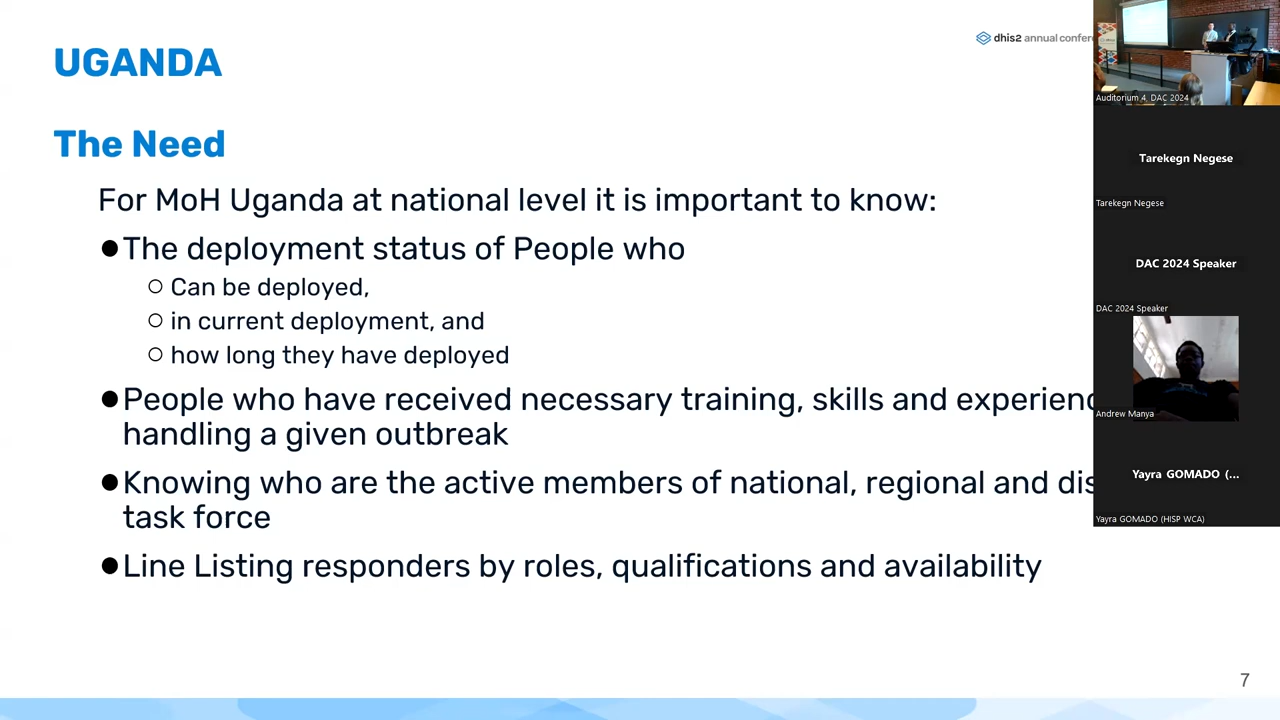 UGANDA
dhis2 annual
The Need
For MoH Uganda at national level it is important to know:
●The deployment status of People who
○ Can be deployed,
○ in current deployment, and
○ how long they have deployed
●People who have received necessary training, skills and
handling a given outbreak
●Knowing who are the active members of national, regional and
task force
●Line Listing responders by roles, qualifications and availability
7
Auditorium 4, DAC 2024
Tarekegn Negese
Tarekegn Negese
DAC 2024 Speaker
DAC 2024 Speaker
Andrew Manya
Yayra GOMADO (...
Yayra GOMADO (HISP WCA)